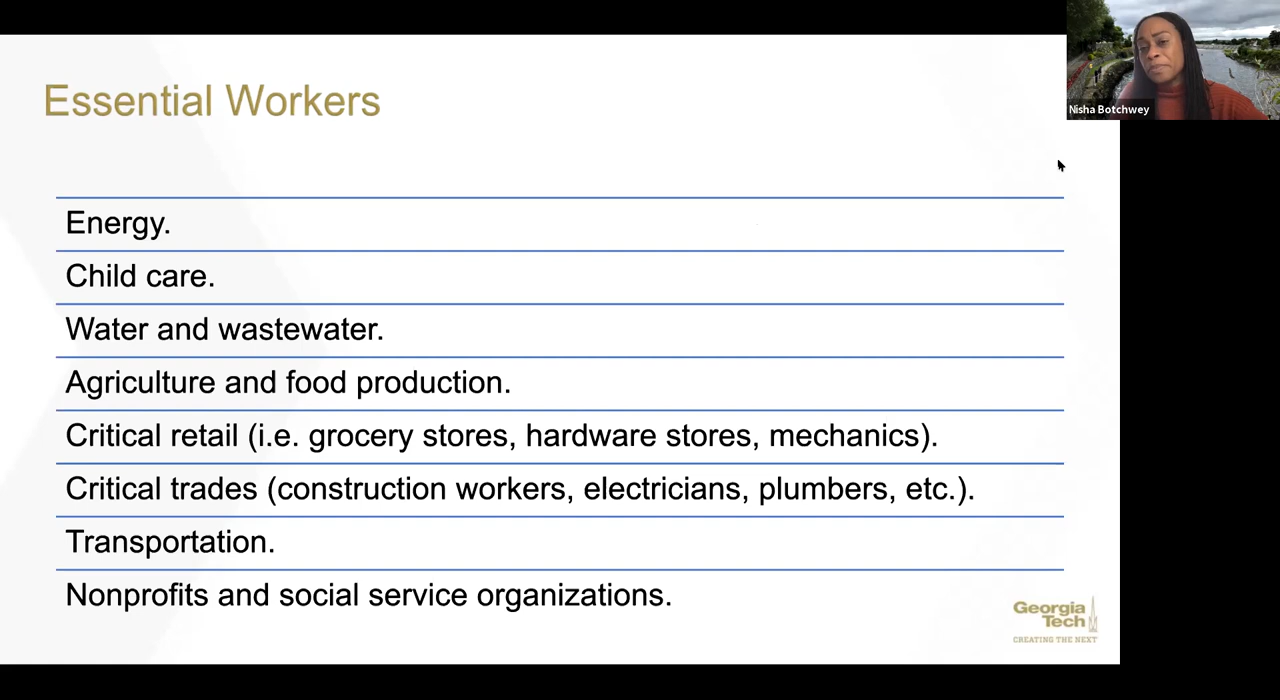 Essential Workers
Nisha Botchwey
Energy.
Child care.
Water and wastewater.
Agriculture and food production.
Critical retail (i.e. grocery stores, hardware stores, mechanics).
Critical trades (construction workers, electricians, plumbers, etc.).
Transportation.
Nonprofits and social service organizations.
Georgia
Tech
CREATING THE NEXT